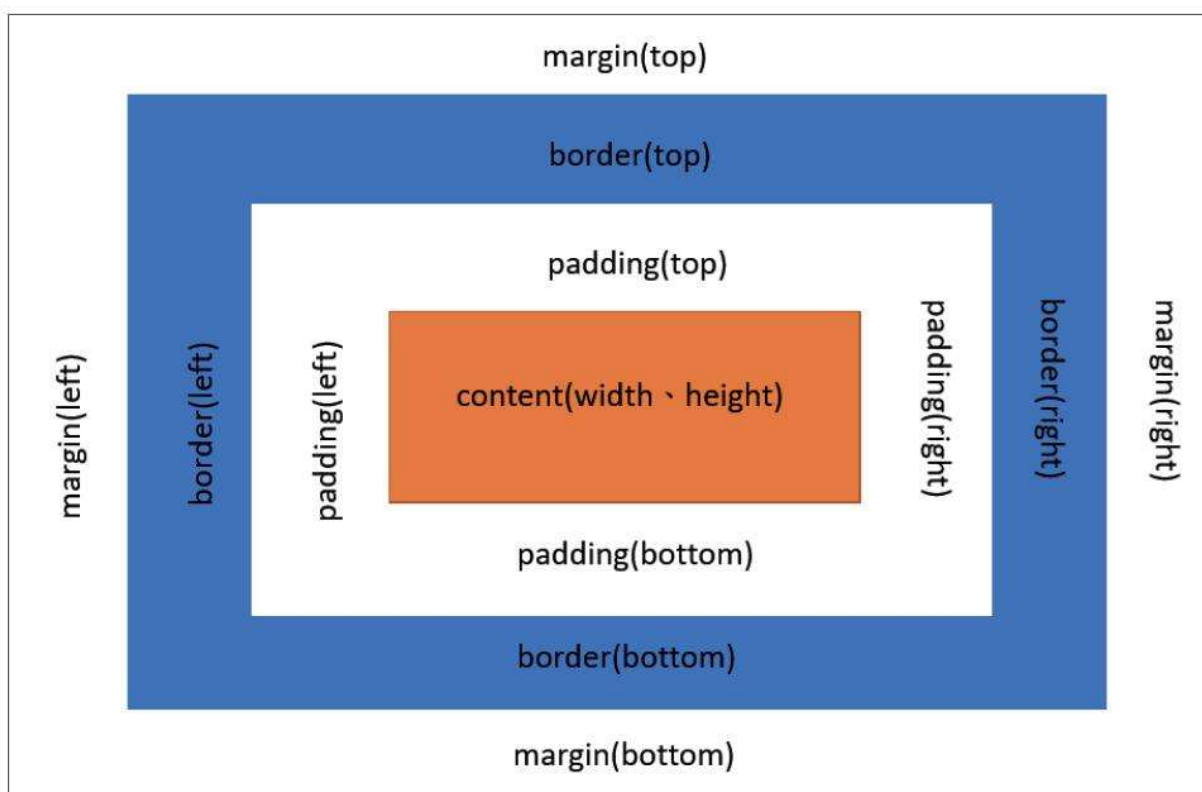 margin(top)
border(top)
padding(top)
margin(left)
border(left)
padding(left)
content(width、height)
padding(right)
border(right)
margin(right)
padding(bottom)
border(bottom)
margin(bottom)